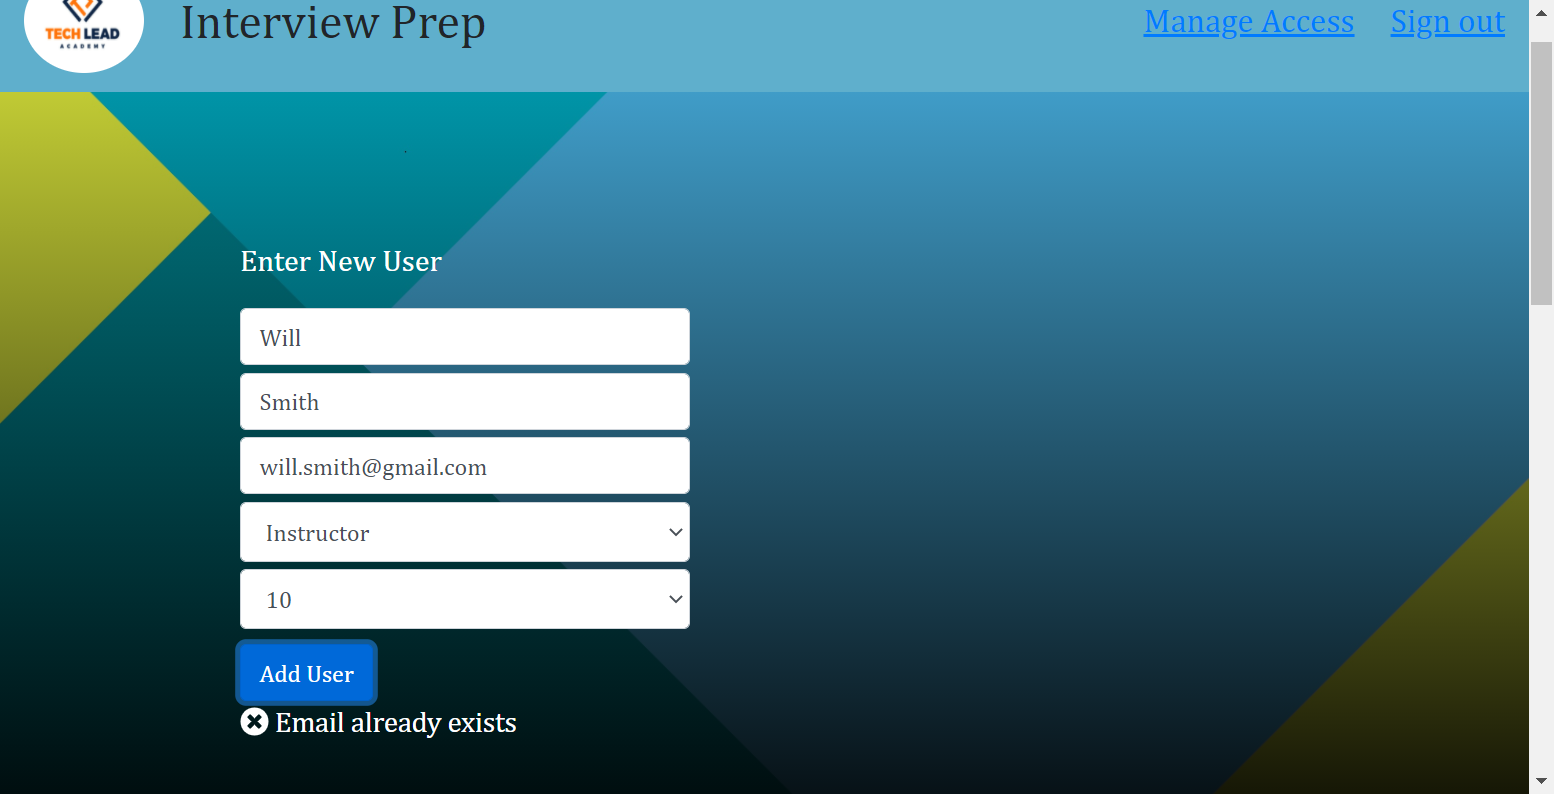 TECH LEAD
ACADEMY
Interview Prep
Manage Access
Sign out
Enter New User
Will
Smith
will.smith@gmail.com
Instructor
10
Add User
Email already exists